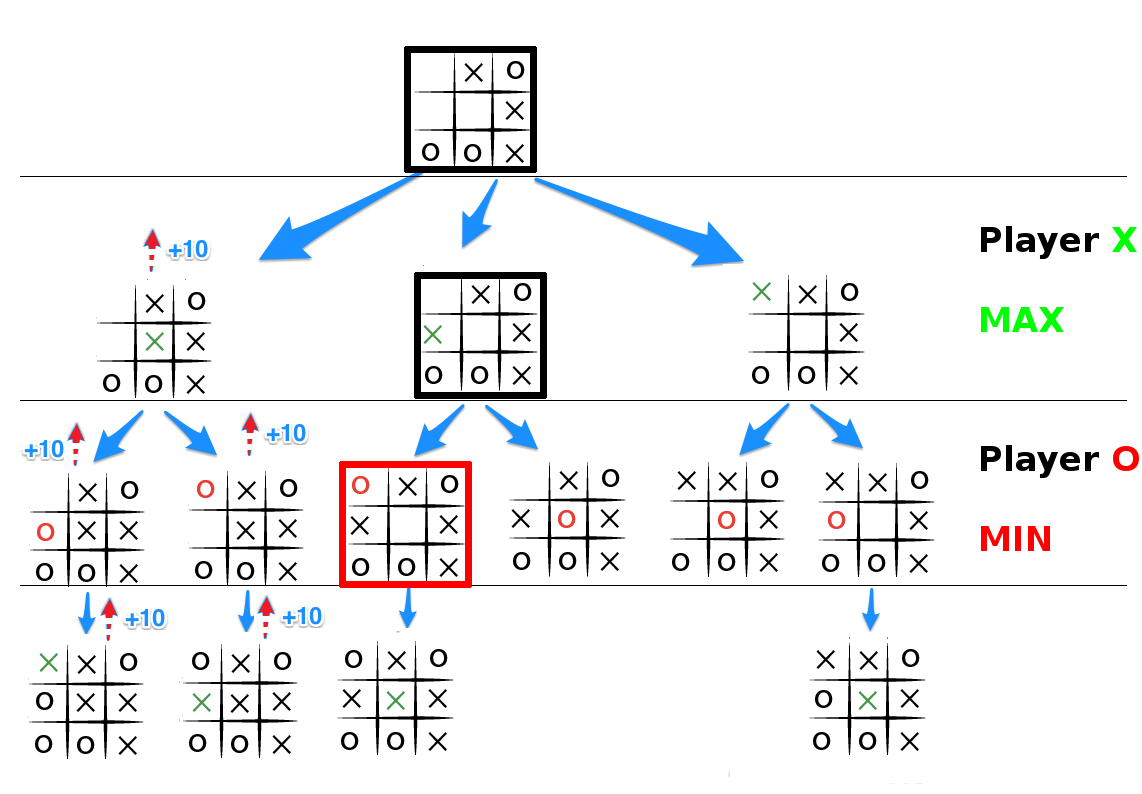 X O
X
O O X
+10
Player X
MAX
X O
X X
O O X
X O
X X
O O X
X X O
X
O O X
+10
+10
Player O
MIN
X O
O X X
O O X
O X O
X X
O O X
O X O
X X
O O X
X O
X O X
O O X
X X O
O X
O O X
X X O
O X
O O X
+10
+10
X X O
O X X
O O X
O X O
X X X
O O X
O X O
X X X
O O X
X X O
O X X
O O X